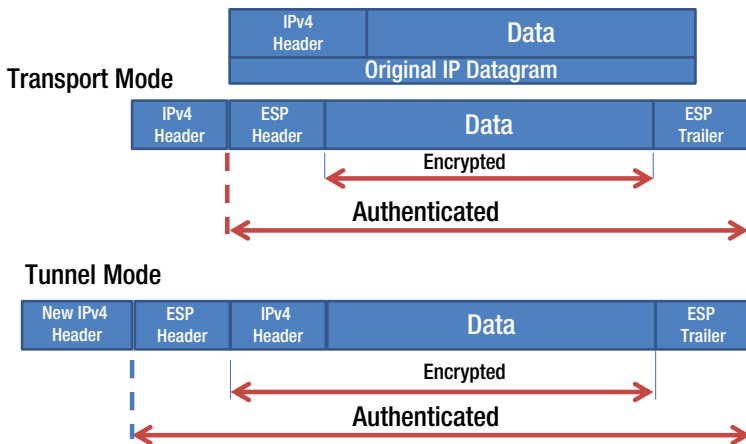 IPv4
Header
Data
Original IP Datagram
Transport Mode
IPv4
Header
ESP
Header
Data
ESP
Trailer
Encrypted
Authenticated
Tunnel Mode
New IPv4
Header
ESP
Header
IPv4
Header
Data
ESP
Trailer
Encrypted
Authenticated